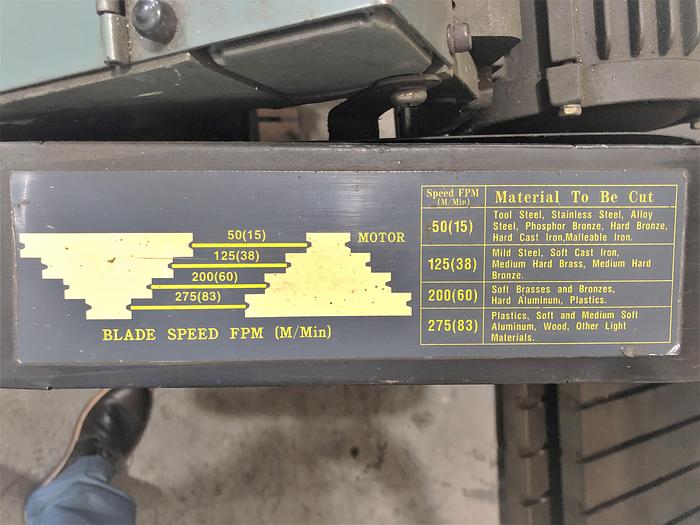 50(15)
MOTOR
125(38)
200(60)
275(83)
BLADE SPEED FPM (M/Min)
Speed FPM
(M/Min)
Material To Be Cut
50(15)
Tool Steel, Stainless Steel, Alloy
Steel, Phosphor Bronze, Hard Bronze,
Hard Cast Iron,Malleable Iron.
125(38)
Mild Steel, Soft Cast Iron,
Medium Hard Brass, Medium Hard
Bronze.
200(60)
Soft Brasses and Bronzes,
Hard Aluminum, Plastics.
275(83)
Plastics, Soft and Medium Soft
Aluminum, Wood, Other Light
Materials.